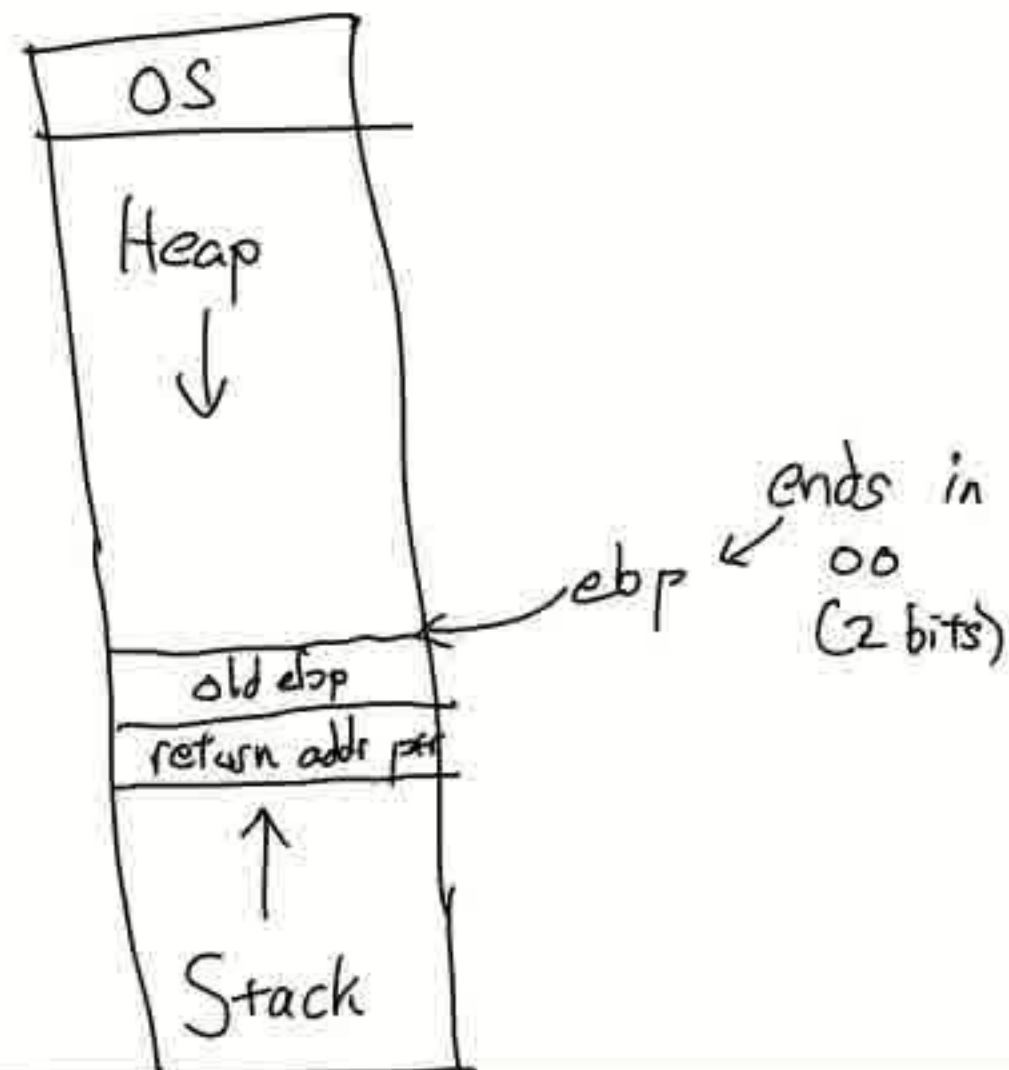 OS
Heap
ends in
00
(2 bits)
ebp
old ebp
return addr ptr
Stack